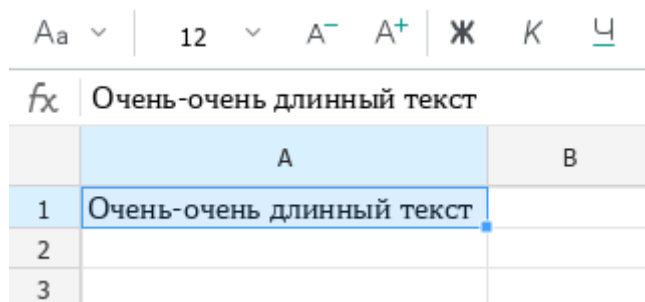 Aa 12 A⁻ A⁺ Ж К Ч
fx Очень-очень длинный текст
A B
1 Очень-очень длинный текст
2
3